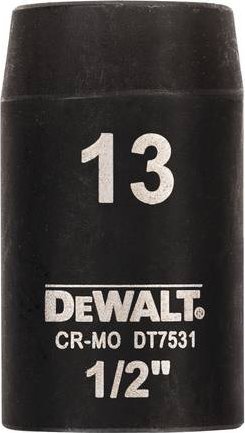 13
DEWALT®
CR-MO DT7531
1/2"